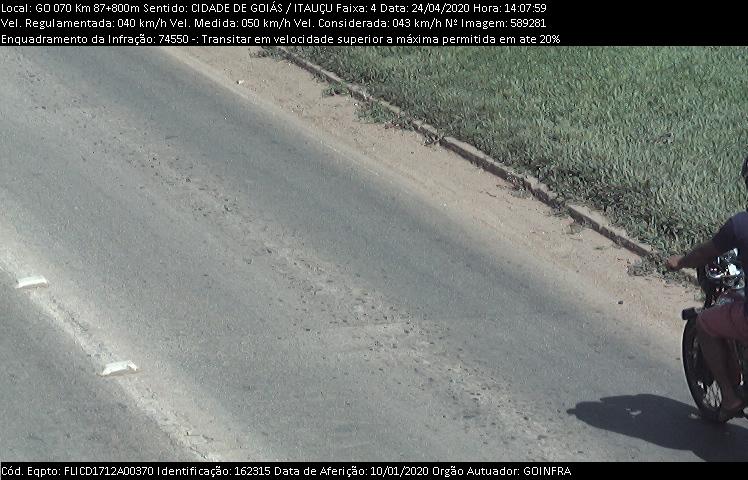 Local: GO 070 Km 87+800m Sentido: CIDADE DE GOIÁS / ITAUÇU Faixa: 4 Data: 24/04/2020 Hora: 14:07:59
Vel. Regulamentada: 040 km/h Vel. Medida: 050 km/h Vel. Considerada: 043 km/h Nº Imagem: 589281
Enquadramento da Infração: 74550 -: Transitar em velocidade superior a máxima permitida em ate 20%
Cód. Eqpto: FLICD1712A00370 Identificação: 162315 Data de Aferição: 10/01/2020 Orgão Autuador: GOINFRA